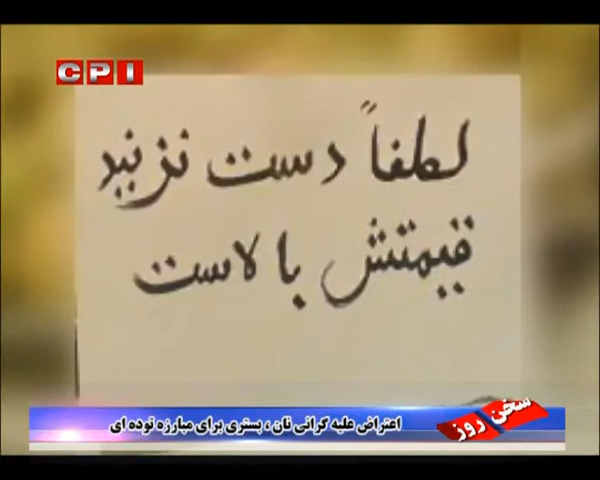 CPI
لطفاً دست نزنید
قیمتش بالاست
سخن روز
اعتراض علیه گرانی نان ، بستری برای مبارزه توده ای